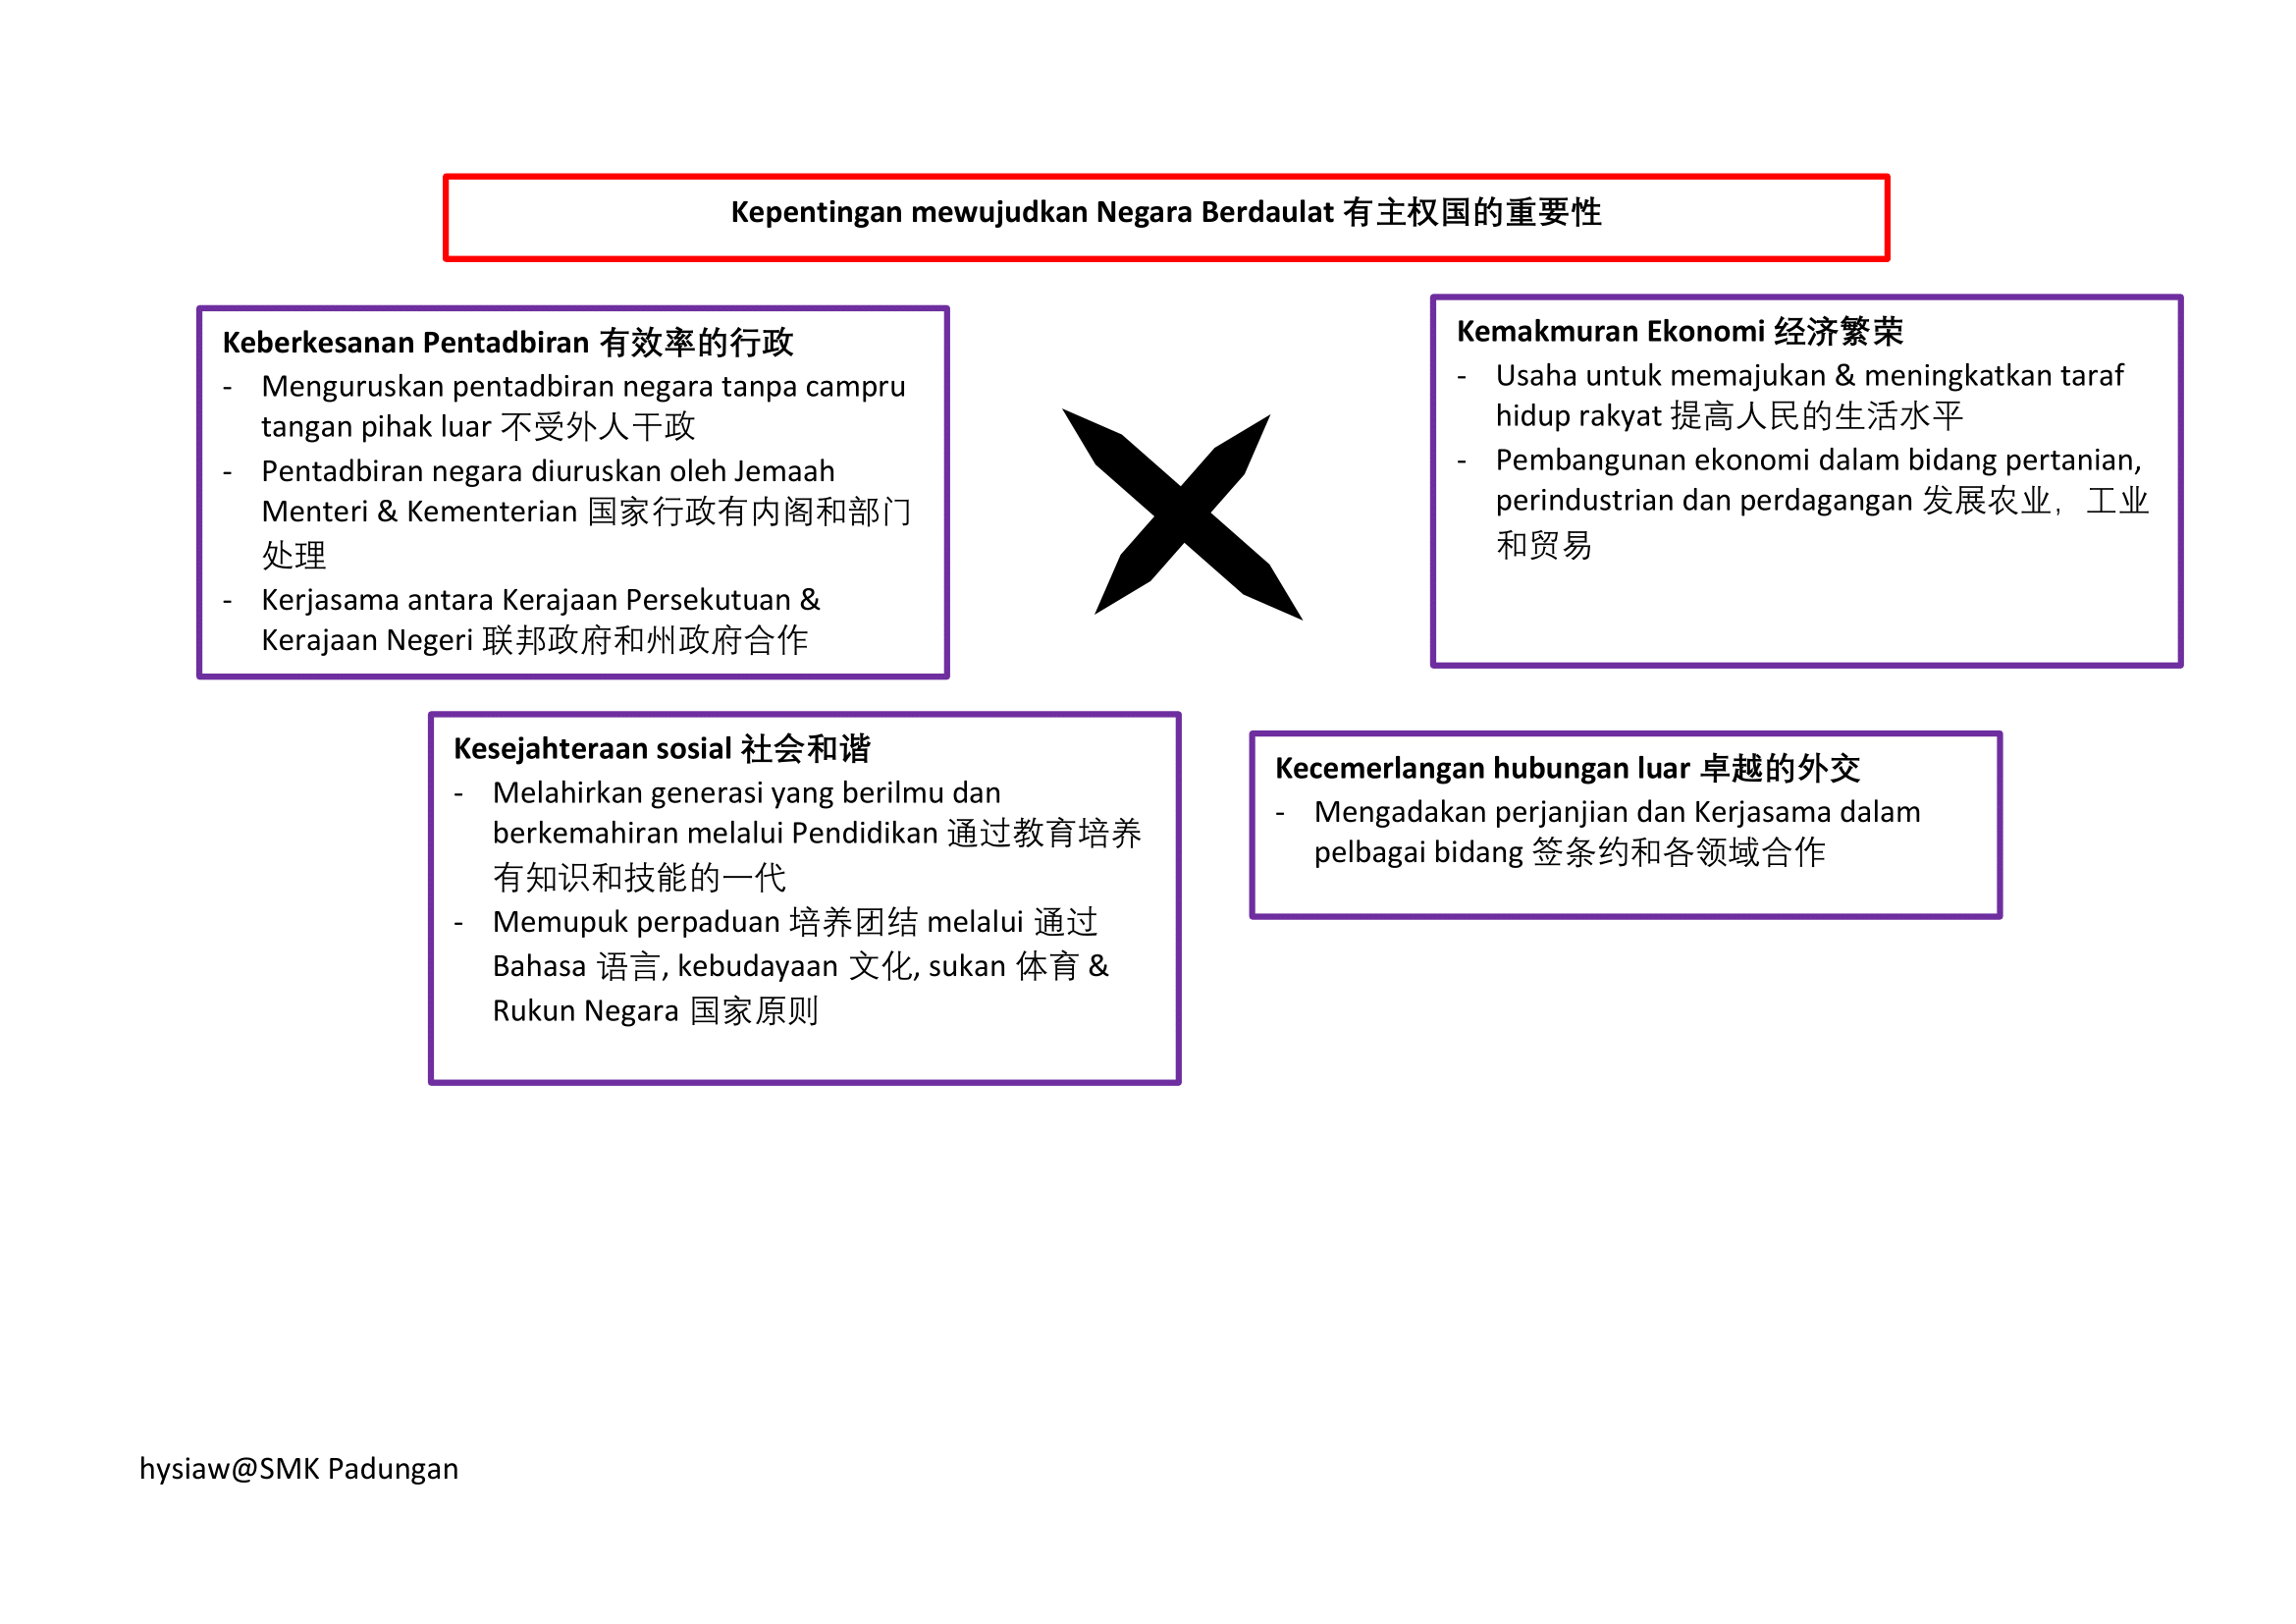 Kepentingan mewujudkan Negara Berdaulat 有主权国的重要性
Keberkesanan Pentadbiran 有效率的行政
- Menguruskan pentadbiran negara tanpa campru
tangan pihak luar 不受外人干政
- Pentadbiran negara diuruskan oleh Jemaah
Menteri & Kementerian 国家行政有内阁和部门
处理
- Kerjasama antara Kerajaan Persekutuan &
Kerajaan Negeri 联邦政府和州政府合作
Kemakmuran Ekonomi 经济繁荣
- Usaha untuk memajukan & meningkatkan taraf
hidup rakyat 提高人民的生活水平
- Pembangunan ekonomi dalam bidang pertanian,
perindustrian dan perdagangan 发展农业，工业
和贸易
Kesejahteraan sosial 社会和谐
- Melahirkan generasi yang berilmu dan
berkemahiran melalui Pendidikan 通过教育培养
有知识和技能的一代
- Memupuk perpaduan 培养团结 melalui 通过
Bahasa 语言, kebudayaan 文化, sukan 体育 &
Rukun Negara 国家原则
Kecemerlangan hubungan luar 卓越的外交
- Mengadakan perjanjian dan Kerjasama dalam
pelbagai bidang 签条约和各领域合作
hysiaw@SMK Padungan